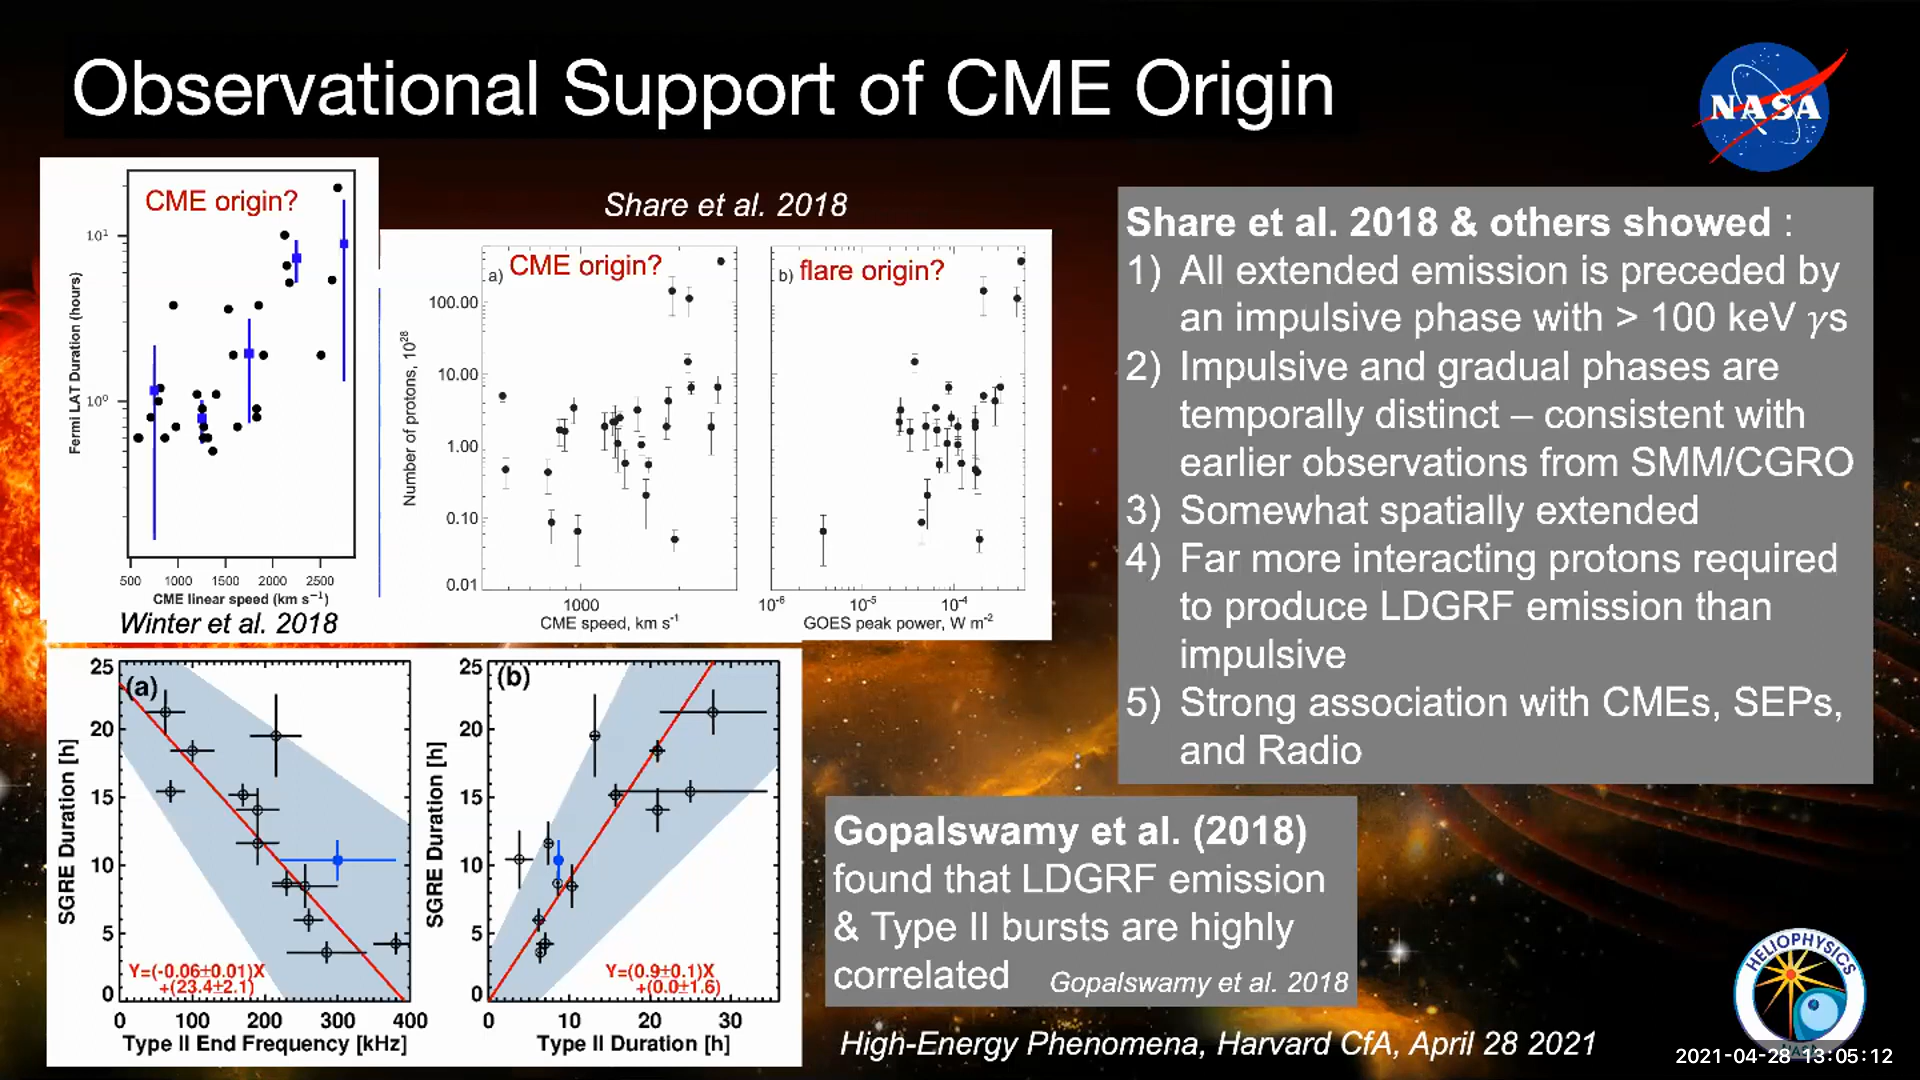 Observational Support of CME Origin
NASA
CME origin?
10¹
10⁰
Fermi LAT Duration (hours)
500 1000 1500 2000 2500
CME linear speed (km s⁻¹)
Winter et al. 2018
Share et al. 2018
a) CME origin?
100.00
10.00
1.00
0.10
0.01
Number of protons, 10²⁸
1000
CME speed, km s⁻¹
b) flare origin?
10⁻⁶ 10⁻⁵ 10⁻⁴
GOES peak power, W m⁻²
Share et al. 2018 & others showed :
1) All extended emission is preceded by
an impulsive phase with > 100 keV γs
2) Impulsive and gradual phases are
temporally distinct – consistent with
earlier observations from SMM/CGRO
3) Somewhat spatially extended
4) Far more interacting protons required
to produce LDGRF emission than
impulsive
5) Strong association with CMEs, SEPs,
and Radio
(a)
25
20
15
10
5
0
SGRE Duration [h]
Y=(-0.06±0.01)X
+(23.4±2.1)
0 100 200 300 400
Type II End Frequency [kHz]
(b)
25
20
15
10
5
0
SGRE Duration [h]
Y=(0.9±0.1)X
+(0.0±1.6)
0 10 20 30
Type II Duration [h]
Gopalswamy et al. (2018)
found that LDGRF emission
& Type II bursts are highly
correlated
Gopalswamy et al. 2018
High-Energy Phenomena, Harvard CfA, April 28 2021
HELIOPHYSICS
NASA
2021-04-28 13:05:12